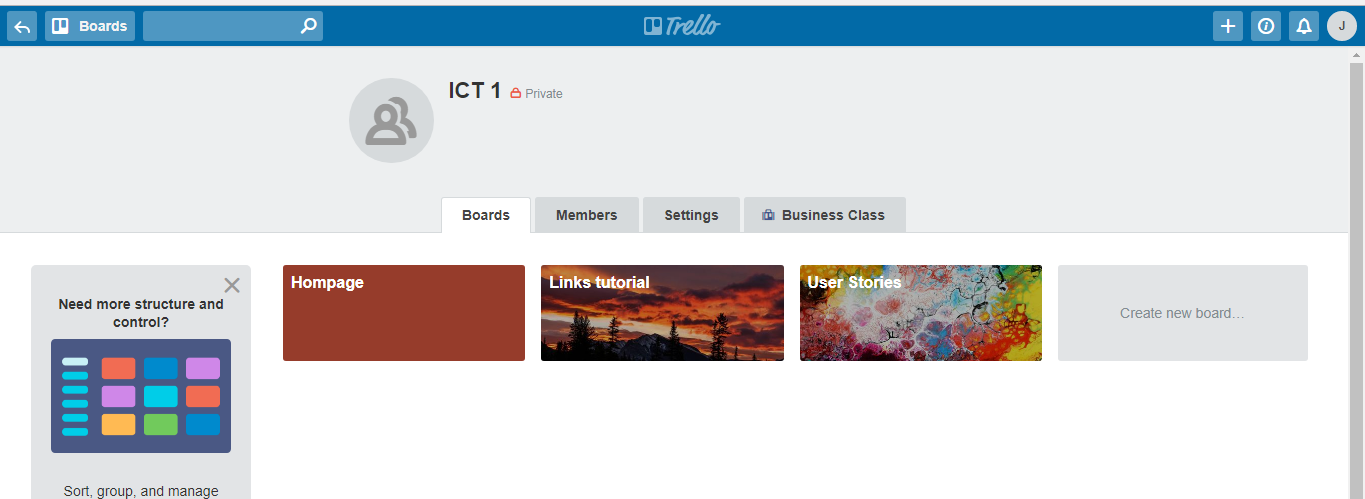 Boards
Trello
J
ICT 1 Private
Boards Members Settings Business Class
Need more structure and
control?
Sort, group, and manage
Hompage
Links tutorial
User Stories
Create new board…